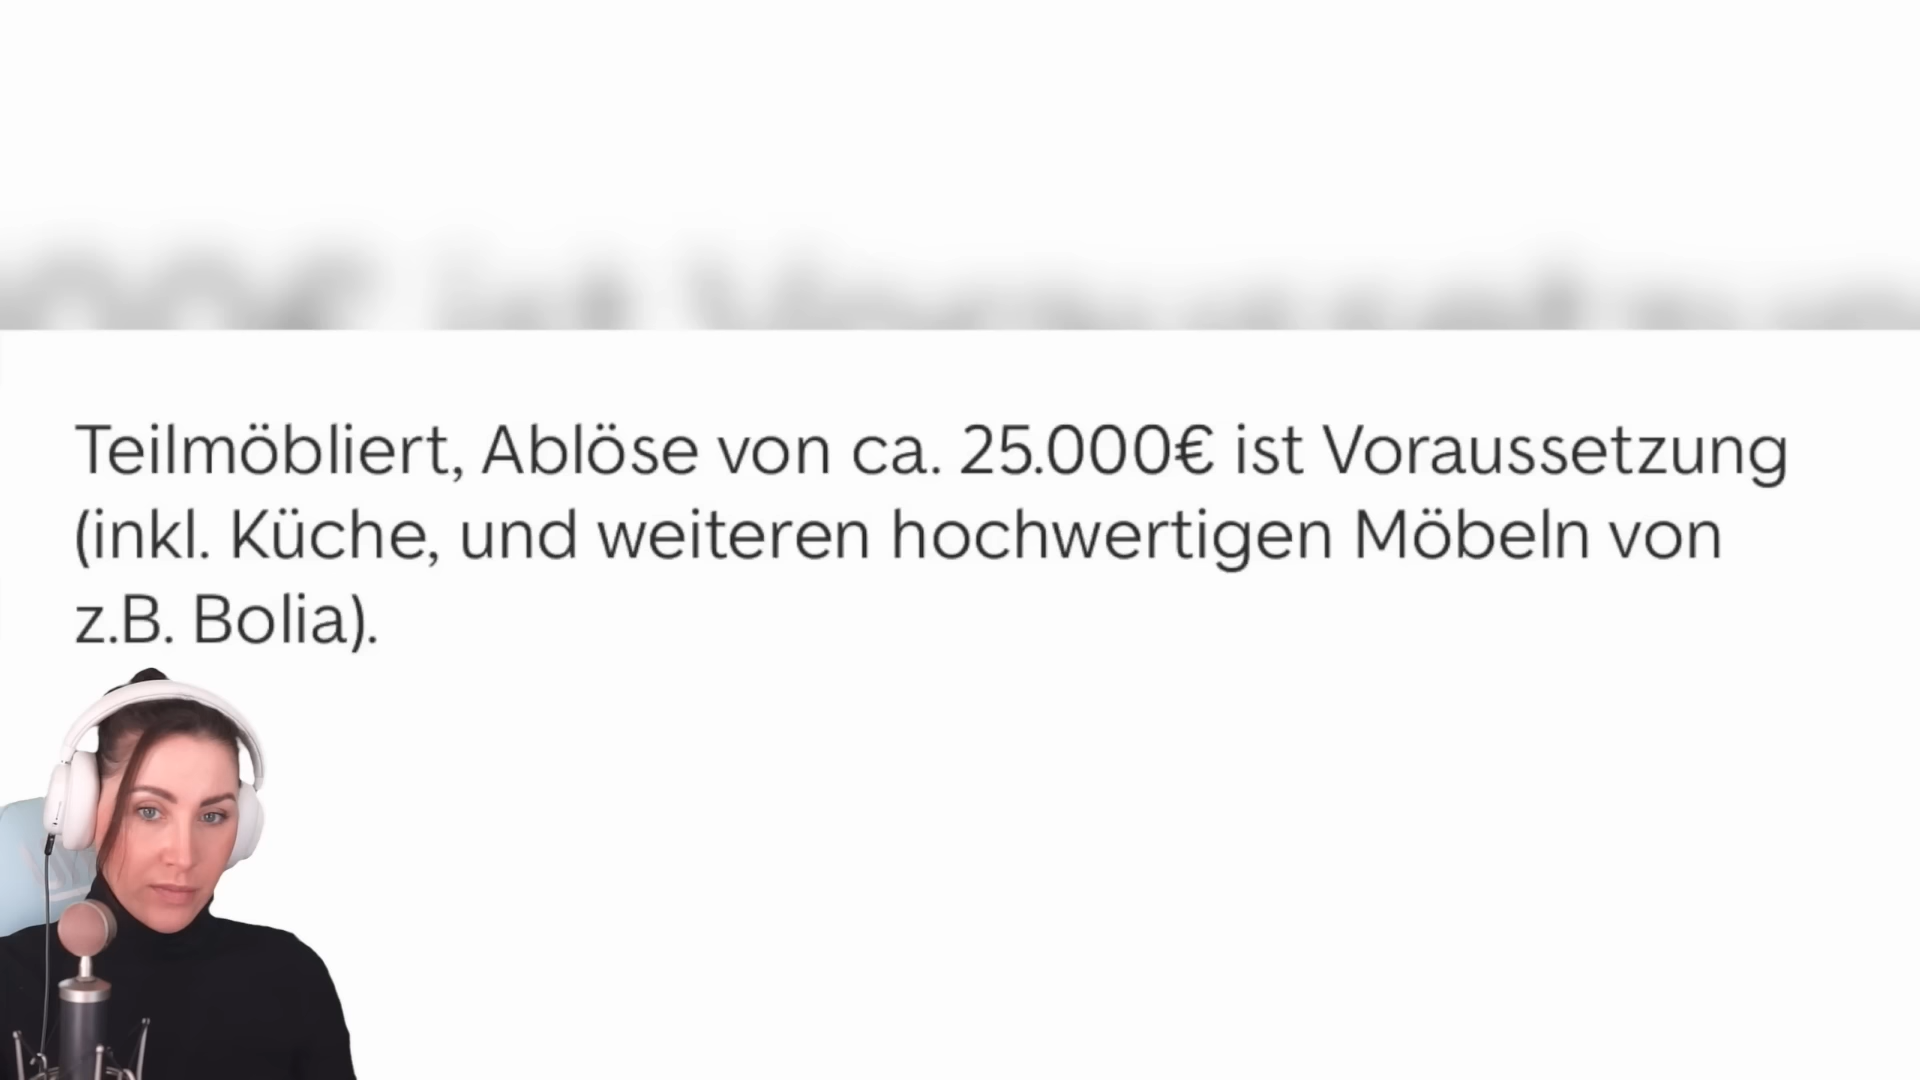 Teilmöbliert, Ablöse von ca. 25.000€ ist Voraussetzung
(inkl. Küche, und weiteren hochwertigen Möbeln von
z.B. Bolia).